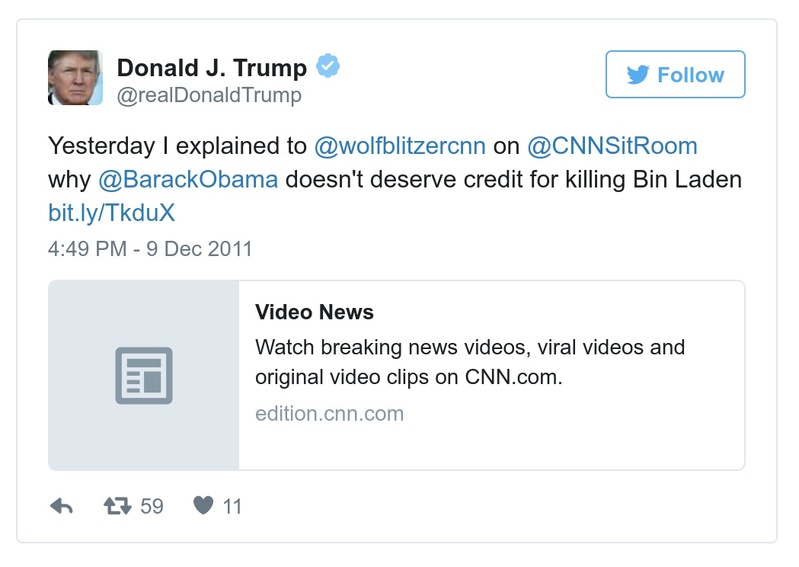 Donald J. Trump
@realDonaldTrump
Follow
Yesterday I explained to @wolfblitzercnn on @CNNSitRoom
why @BarackObama doesn't deserve credit for killing Bin Laden
bit.ly/TkduX
4:49 PM - 9 Dec 2011
Video News
Watch breaking news videos, viral videos and
original video clips on CNN.com.
edition.cnn.com
59 11